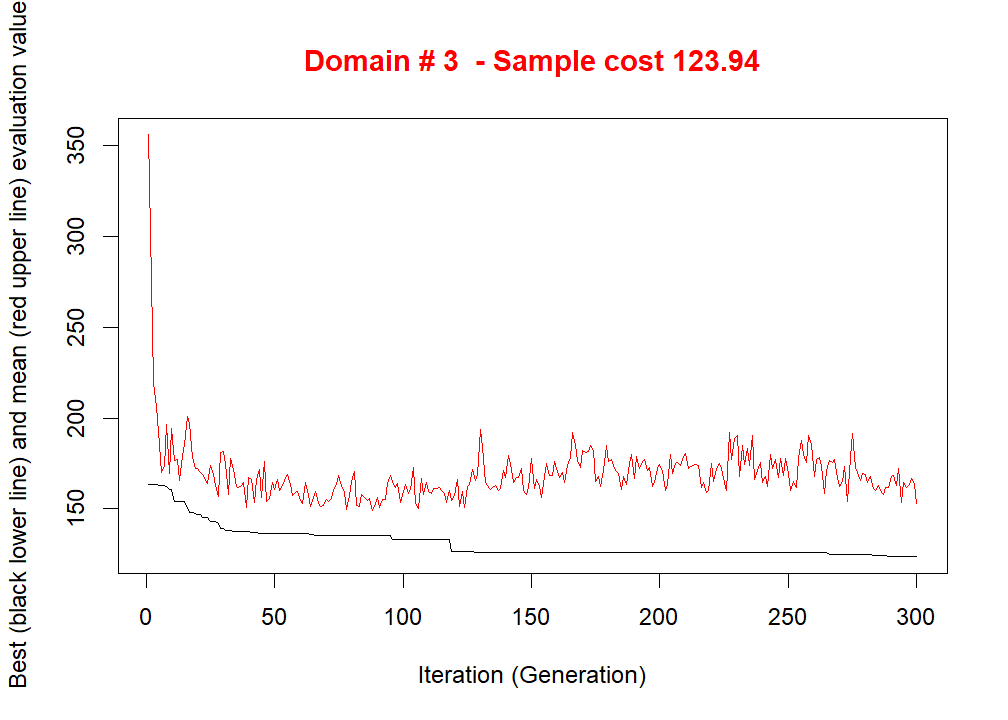 Domain # 3  - Sample cost 123.94
Best (black lower line) and mean (red upper line) evaluation value
350
300
250
200
150
0 50 100 150 200 250 300
Iteration (Generation)